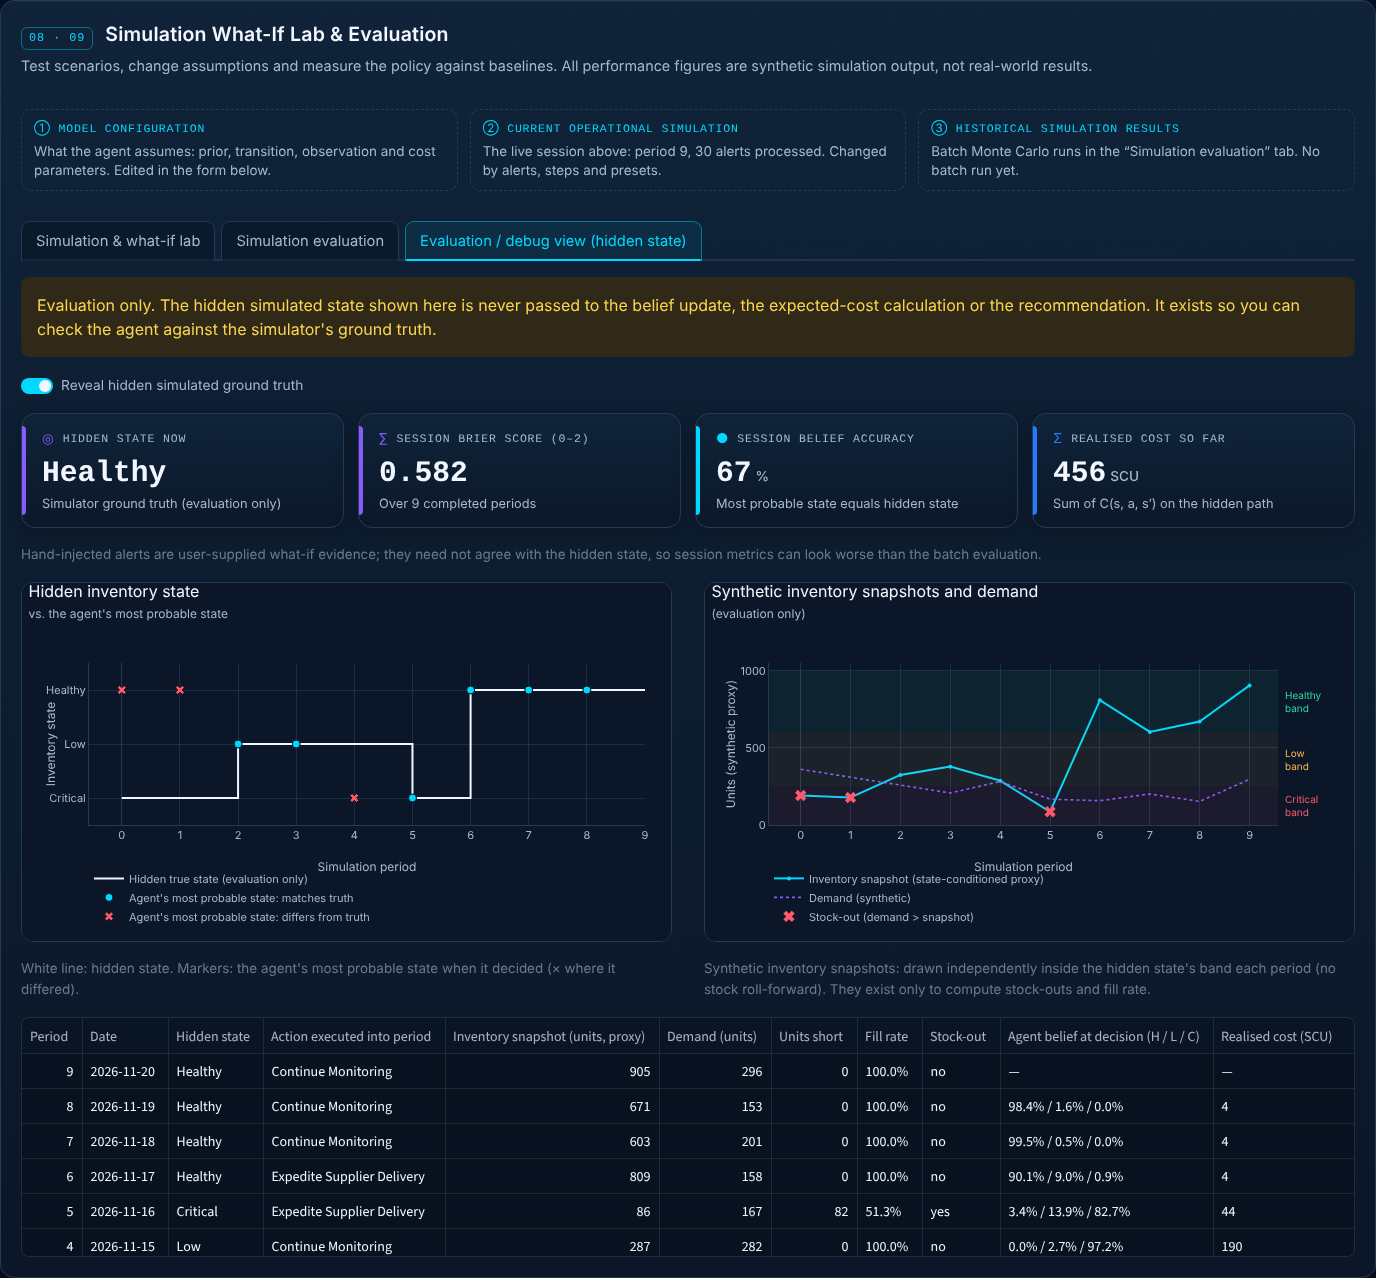 08 · 09 Simulation What-If Lab & Evaluation
Test scenarios, change assumptions and measure the policy against baselines. All performance figures are synthetic simulation output, not real-world results.
① MODEL CONFIGURATION
What the agent assumes: prior, transition, observation and cost
parameters. Edited in the form below.
② CURRENT OPERATIONAL SIMULATION
The live session above: period 9, 30 alerts processed. Changed
by alerts, steps and presets.
③ HISTORICAL SIMULATION RESULTS
Batch Monte Carlo runs in the “Simulation evaluation” tab. No
batch run yet.
Simulation & what-if lab
Simulation evaluation
Evaluation / debug view (hidden state)
Evaluation only. The hidden simulated state shown here is never passed to the belief update, the expected-cost calculation or the recommendation. It exists so you can
check the agent against the simulator's ground truth.
Reveal hidden simulated ground truth
◎ HIDDEN STATE NOW
Healthy
Simulator ground truth (evaluation only)
∑ SESSION BRIER SCORE (0–2)
0.582
Over 9 completed periods
● SESSION BELIEF ACCURACY
67 %
Most probable state equals hidden state
Σ REALISED COST SO FAR
456 SCU
Sum of C(s, a, s’) on the hidden path
Hand-injected alerts are user-supplied what-if evidence; they need not agree with the hidden state, so session metrics can look worse than the batch evaluation.
Hidden inventory state
vs. the agent's most probable state
Inventory state
Healthy
Low
Critical
0 1 2 3 4 5 6 7 8 9
Simulation period
Hidden true state (evaluation only)
Agent's most probable state: matches truth
Agent's most probable state: differs from truth
Synthetic inventory snapshots and demand
(evaluation only)
Units (synthetic proxy)
1000
500
0
Healthy
band
Low
band
Critical
band
0 1 2 3 4 5 6 7 8 9
Simulation period
Inventory snapshot (state-conditioned proxy)
Demand (synthetic)
Stock-out (demand > snapshot)
White line: hidden state. Markers: the agent's most probable state when it decided (× where it
differed).
Synthetic inventory snapshots: drawn independently inside the hidden state's band each period (no
stock roll-forward). They exist only to compute stock-outs and fill rate.
Period Date Hidden state Action executed into period Inventory snapshot (units, proxy) Demand (units) Units short Fill rate Stock-out Agent belief at decision (H / L / C) Realised cost (SCU)
9 2026-11-20 Healthy Continue Monitoring 905 296 0 100.0% no — —
8 2026-11-19 Healthy Continue Monitoring 671 153 0 100.0% no 98.4% / 1.6% / 0.0% 4
7 2026-11-18 Healthy Continue Monitoring 603 201 0 100.0% no 99.5% / 0.5% / 0.0% 4
6 2026-11-17 Healthy Expedite Supplier Delivery 809 158 0 100.0% no 90.1% / 9.0% / 0.9% 4
5 2026-11-16 Critical Expedite Supplier Delivery 86 167 82 51.3% yes 3.4% / 13.9% / 82.7% 44
4 2026-11-15 Low Continue Monitoring 287 282 0 100.0% no 0.0% / 2.7% / 97.2% 190